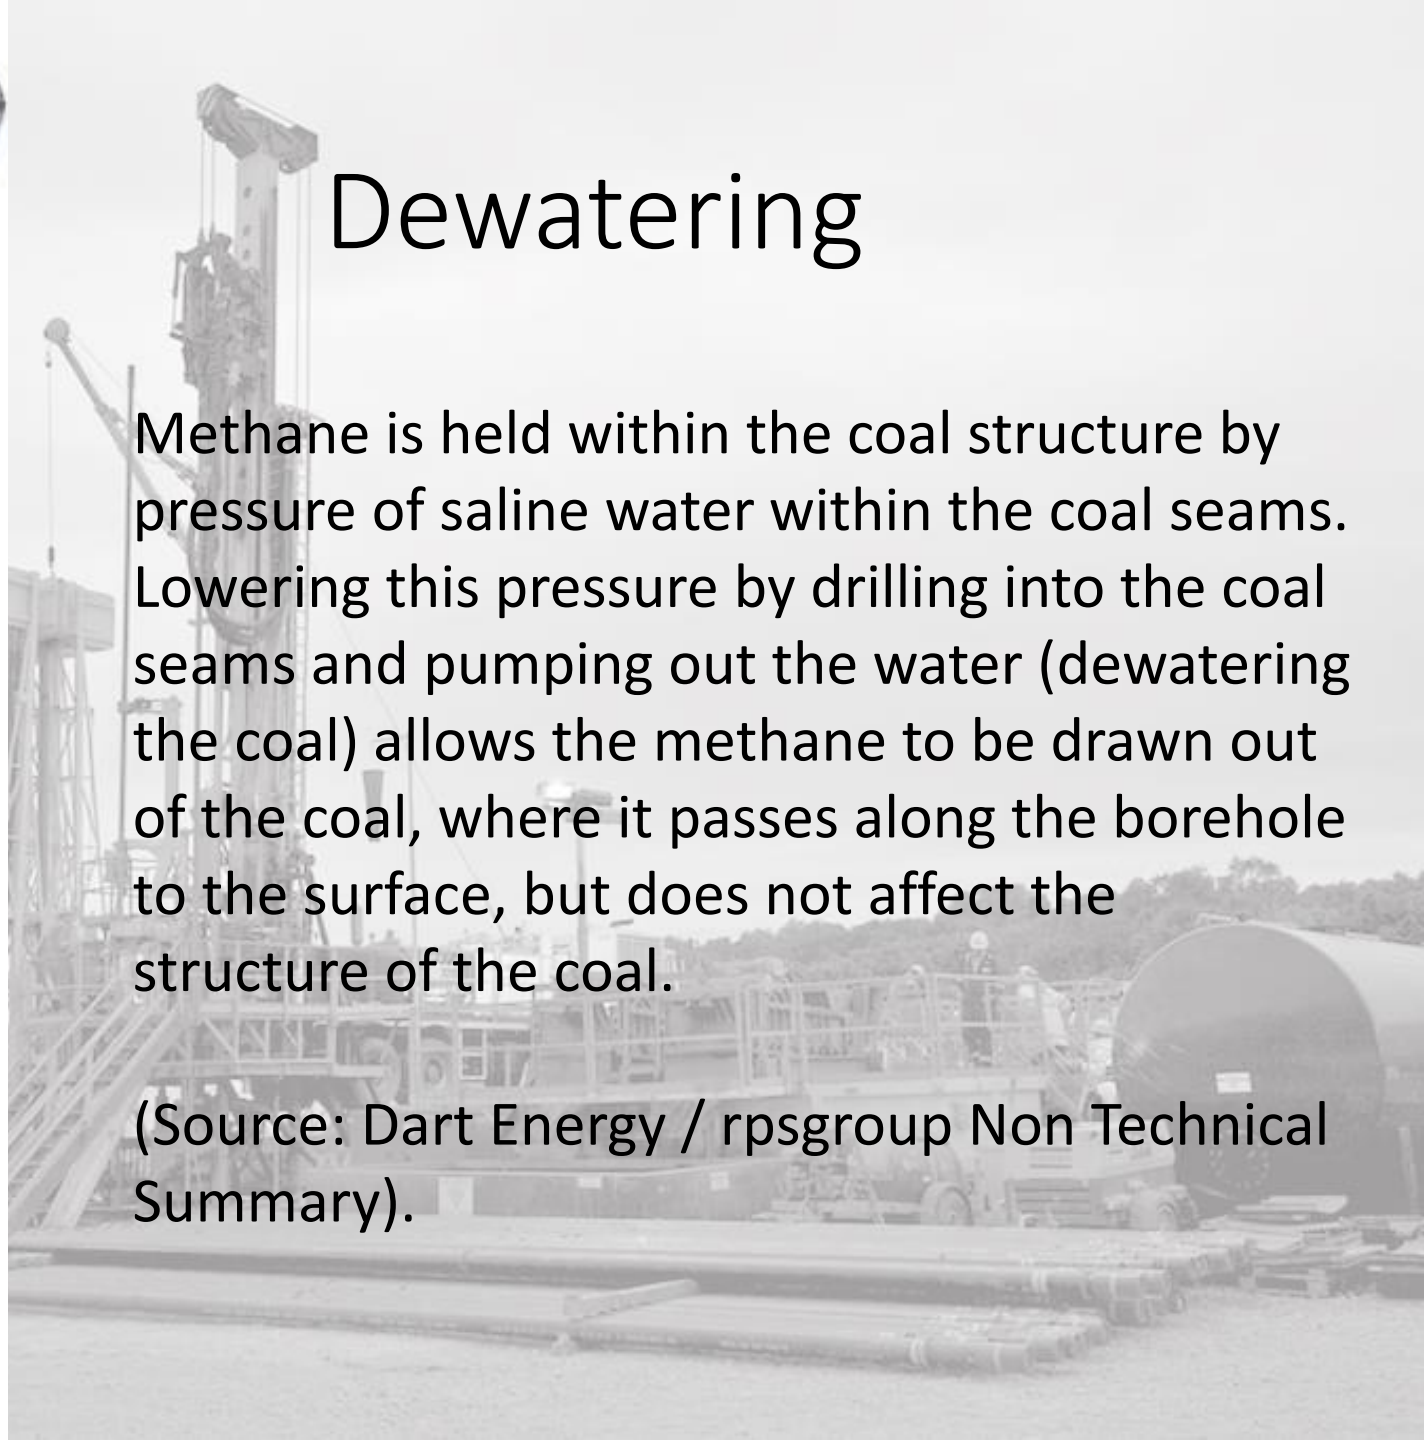 Dewatering
Methane is held within the coal structure by
pressure of saline water within the coal seams.
Lowering this pressure by drilling into the coal
seams and pumping out the water (dewatering
the coal) allows the methane to be drawn out
of the coal, where it passes along the borehole
to the surface, but does not affect the
structure of the coal.
(Source: Dart Energy / rpsgroup Non Technical
Summary).